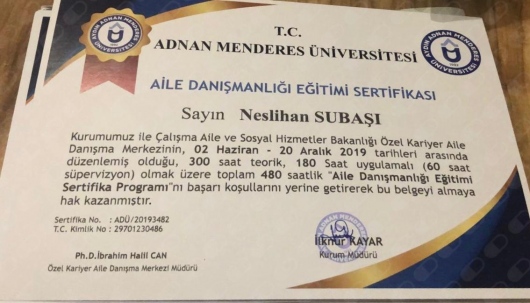 T.C.
ADNAN MENDERES ÜNİVERSİTESİ
AİLE DANIŞMANLIĞI EĞİTİMİ SERTİFİKASI
Sayın Neslihan SUBAŞI
Kurumumuz ile Çalışma Aile ve Sosyal Hizmetler Bakanlığı Özel Kariyer Aile
Danışma Merkezinin, 02 Haziran - 20 Aralık 2019 tarihleri arasında
düzenlemiş olduğu, 300 saat teorik, 180 Saat uygulamalı (60 saat
süpervizyon) olmak üzere toplam 480 saatlik "Aile Danışmanlığı Eğitimi
Sertifika Programı"nı başarı koşullarını yerine getirerek bu belgeyi almaya
hak kazanmıştır.
Sertifika No. : ADÜ/20193482
T.C. Kimlik No : 29701230486
Ph.D.İbrahim Halil CAN
Özel Kariyer Aile Danışma Merkezi Müdürü
İlknur KAYAR
Kurum Müdürü